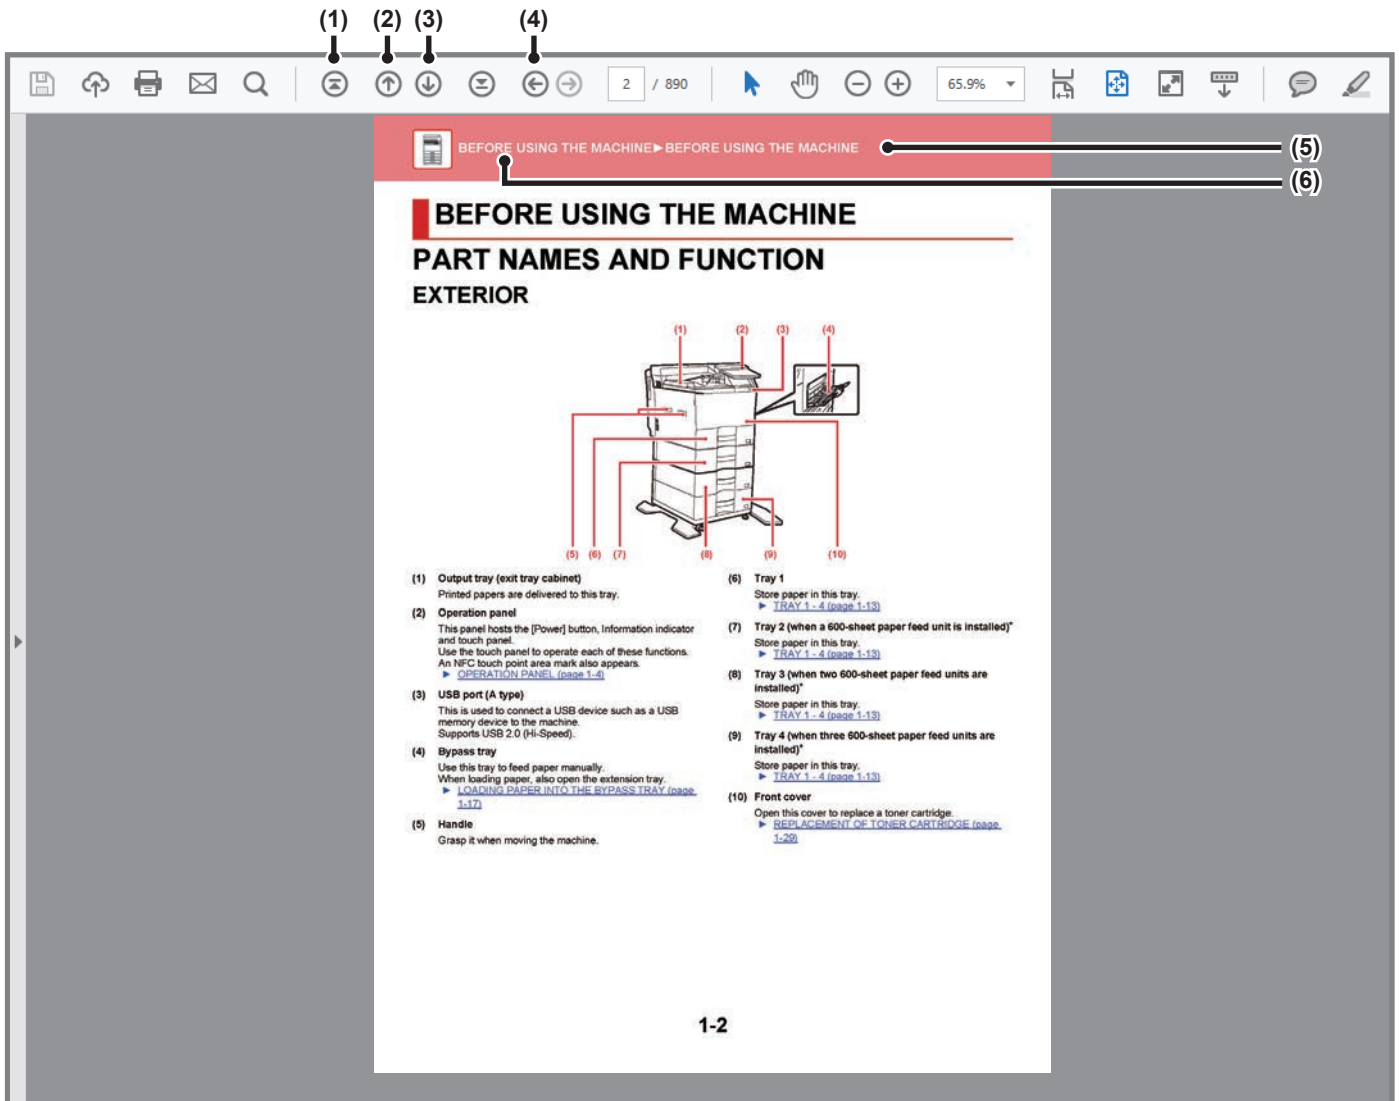 (1) (2) (3) (4)
2 / 890 65.9%
BEFORE USING THE MACHINE►BEFORE USING THE MACHINE
(5)
(6)
BEFORE USING THE MACHINE
PART NAMES AND FUNCTION
EXTERIOR
(1) (2) (3) (4)
(5) (6) (7) (8) (9) (10)
(1) Output tray (exit tray cabinet)
Printed papers are delivered to this tray.
(2) Operation panel
This panel hosts the [Power] button, Information indicator
and touch panel.
Use the touch panel to operate each of these functions.
An NFC touch point area mark also appears.
► OPERATION PANEL (page 1-4)
(3) USB port (A type)
This is used to connect a USB device such as a USB
memory device to the machine.
Supports USB 2.0 (Hi-Speed).
(4) Bypass tray
Use this tray to feed paper manually.
When loading paper, also open the extension tray.
► LOADING PAPER INTO THE BYPASS TRAY (page
1-17)
(5) Handle
Grasp it when moving the machine.
(6) Tray 1
Store paper in this tray.
► TRAY 1 - 4 (page 1-13)
(7) Tray 2 (when a 600-sheet paper feed unit is installed)*
Store paper in this tray.
► TRAY 1 - 4 (page 1-13)
(8) Tray 3 (when two 600-sheet paper feed units are
installed)*
Store paper in this tray.
► TRAY 1 - 4 (page 1-13)
(9) Tray 4 (when three 600-sheet paper feed units are
installed)*
Store paper in this tray.
► TRAY 1 - 4 (page 1-13)
(10) Front cover
Open this cover to replace a toner cartridge.
► REPLACEMENT OF TONER CARTRIDGE (page
1-29)
1-2